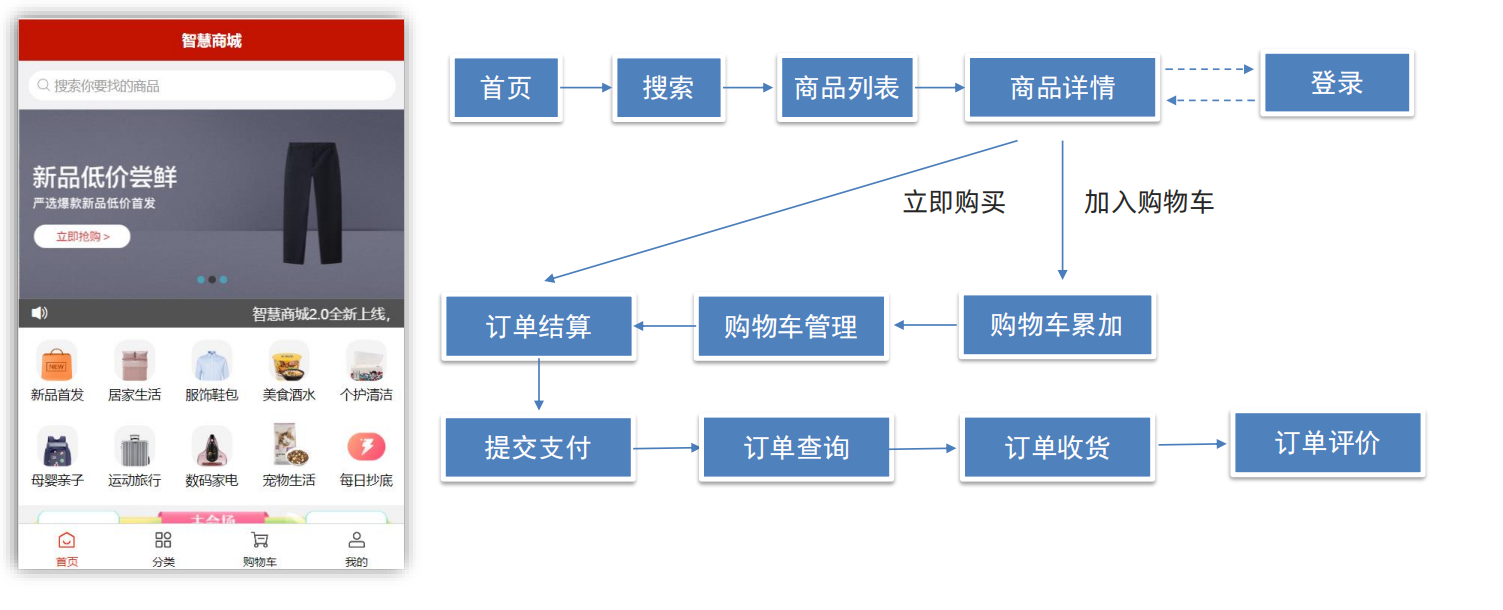 智慧商城
搜索你要找的商品
新品低价尝鲜
严选爆款新品低价首发
立即抢购 >
智慧商城2.0全新上线，
NEW
新品首发 居家生活 服饰鞋包 美食酒水 个护清洁
母婴亲子 运动旅行 数码家电 宠物生活 每日抄底
大会场
首页 分类 购物车 我的
首页 搜索 商品列表 商品详情 登录
立即购买 加入购物车
订单结算 购物车管理 购物车累加
提交支付 订单查询 订单收货 订单评价